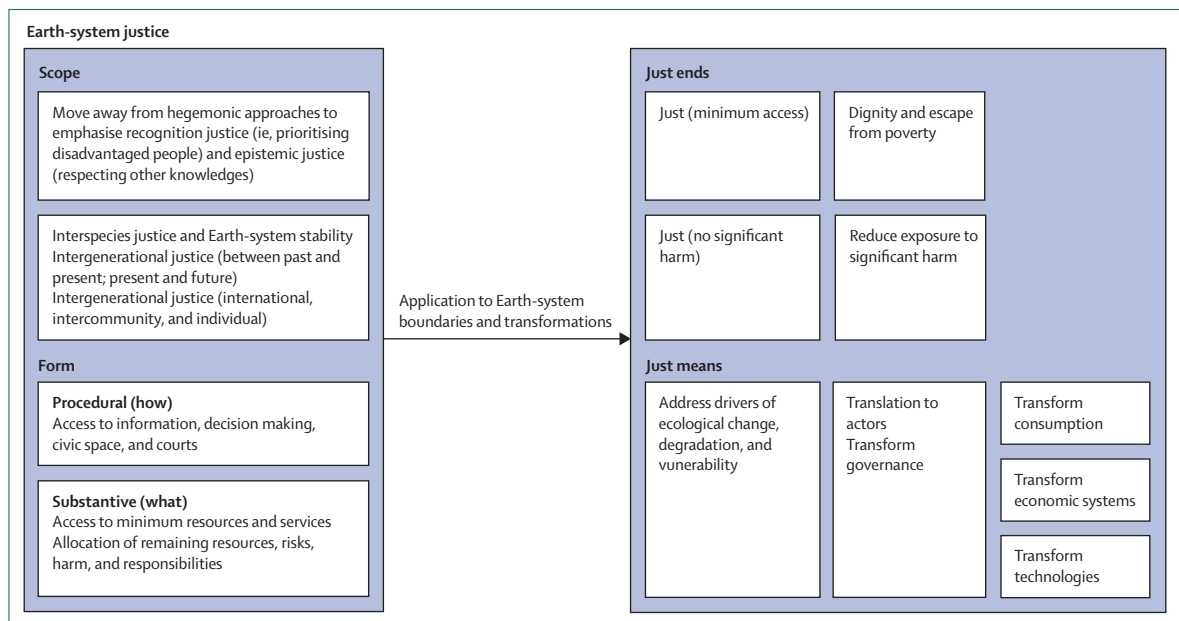 Earth-system justice
Scope
Move away from hegemonic approaches to
emphasise recognition justice (ie, prioritising
disadvantaged people) and epistemic justice
(respecting other knowledges)
Interspecies justice and Earth-system stability
Intergenerational justice (between past and
present; present and future)
Intergenerational justice (international,
intercommunity, and individual)
Form
Procedural (how)
Access to information, decision making,
civic space, and courts
Substantive (what)
Access to minimum resources and services
Allocation of remaining resources, risks,
harm, and responsibilities
Application to Earth-system
boundaries and transformations
Just ends
Just (minimum access)
Dignity and escape
from poverty
Just (no significant
harm)
Reduce exposure to
significant harm
Just means
Address drivers of
ecological change,
degradation, and
vunerability
Translation to
actors
Transform
governance
Transform
consumption
Transform
economic systems
Transform
technologies